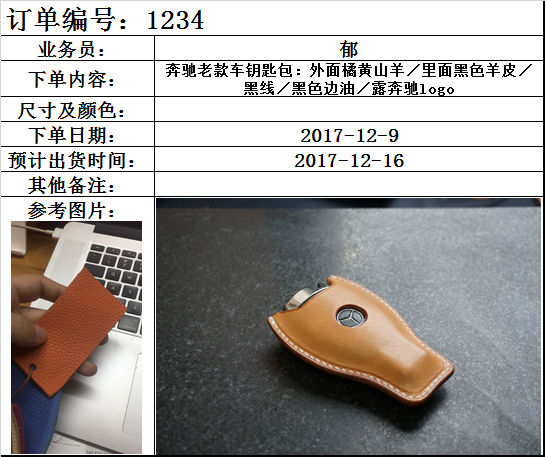 订单编号：1234
业务员： 郁
下单内容： 奔驰老款车钥匙包：外面橘黄山羊／里面黑色羊皮／
黑线／黑色边油／露奔驰logo
尺寸及颜色：
下单日期： 2017-12-9
预计出货时间： 2017-12-16
其他备注：
参考图片：